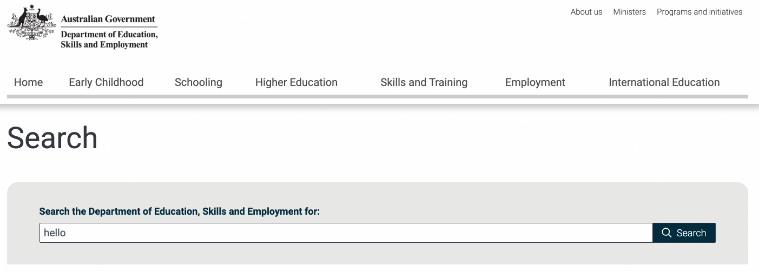 Australian Government
Department of Education,
Skills and Employment
About us Ministers Programs and initiatives
Home Early Childhood Schooling Higher Education Skills and Training Employment International Education
Search
Search the Department of Education, Skills and Employment for:
hello Search